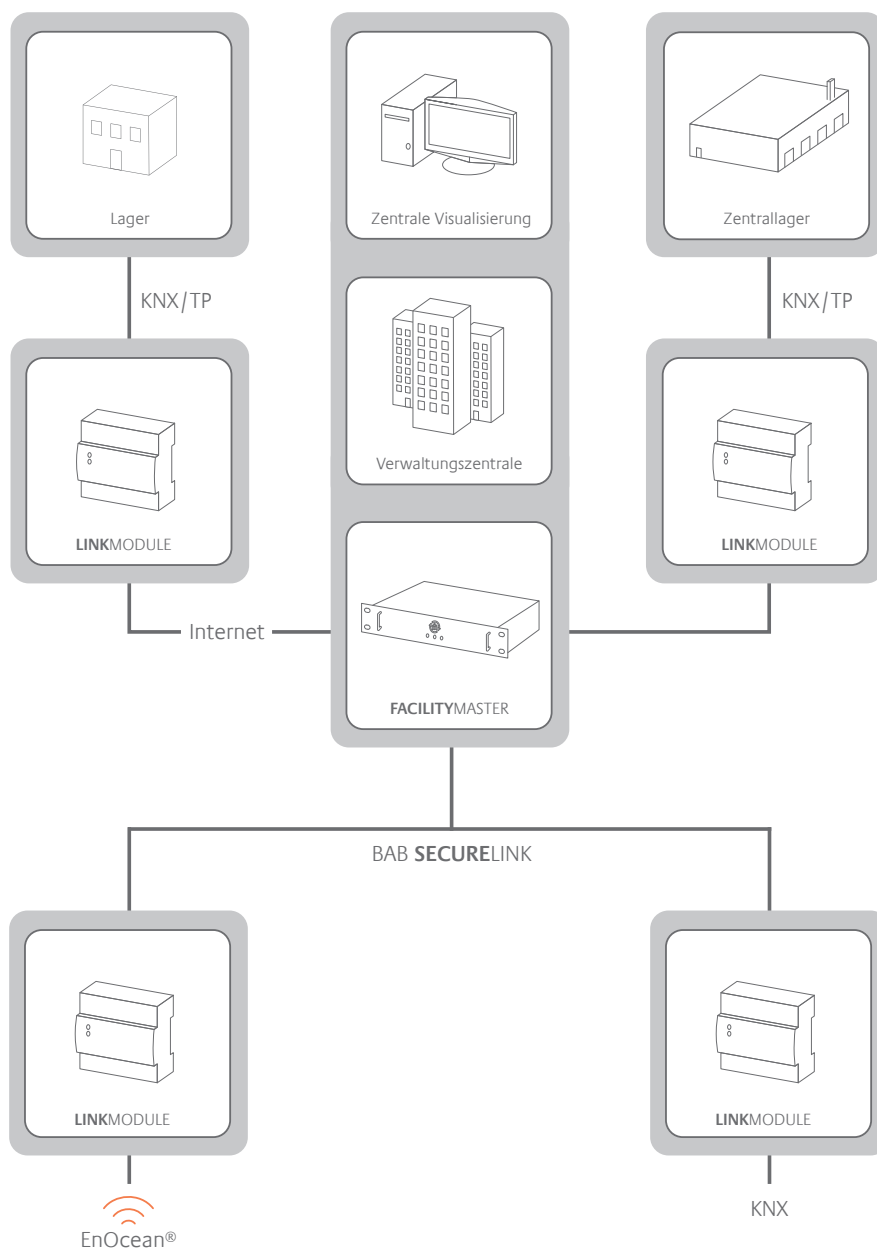 Lager
Zentrale Visualisierung
Zentrallager
KNX/TP
KNX/TP
Verwaltungszentrale
LINKMODULE
LINKMODULE
Internet
FACILITYMASTER
BAB SECURELINK
LINKMODULE
LINKMODULE
EnOcean®
KNX